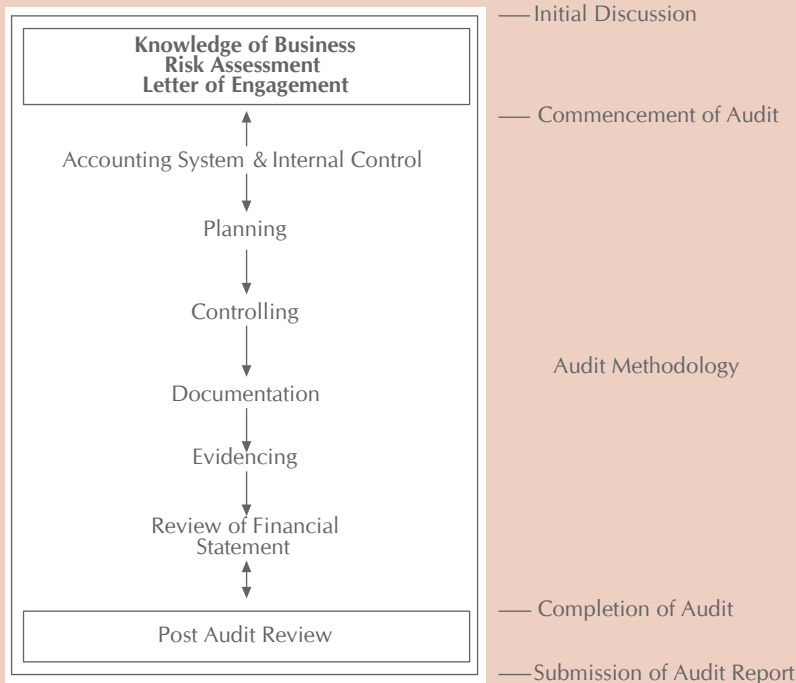 Initial Discussion
Knowledge of Business
Risk Assessment
Letter of Engagement
Commencement of Audit
Accounting System & Internal Control
Planning
Controlling
Audit Methodology
Documentation
Evidencing
Review of Financial
Statement
Completion of Audit
Post Audit Review
Submission of Audit Report